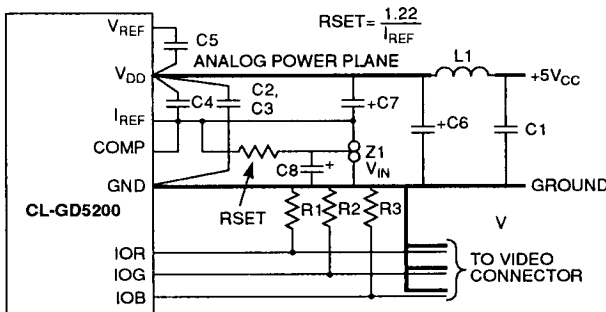 RSET = 1.22 / IREF
VREF
C5
ANALOG POWER PLANE
L1
VDD
+5VCC
C4
C2,
C3
+C7
+C6
C1
IREF
COMP
C8
+
Z1
VIN
GND
GROUND
CL-GD5200
RSET
R1
R2
R3
V
IOR
IOG
IOB
TO VIDEO
CONNECTOR